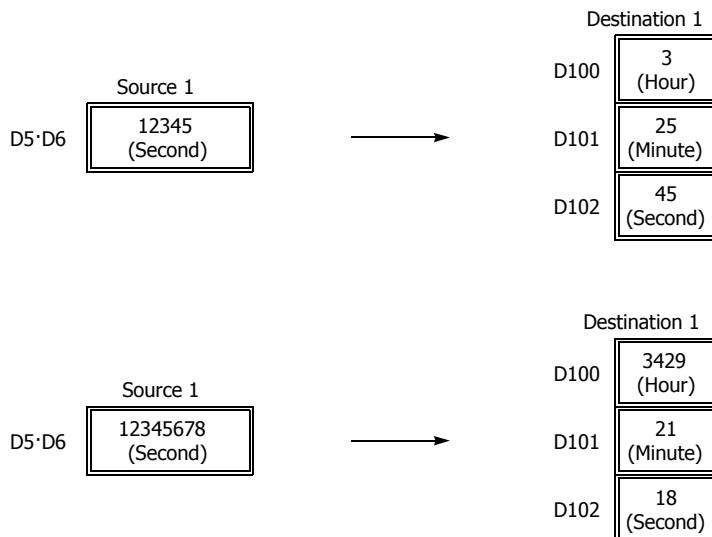 Destination 1
D100
3
(Hour)
Source 1
D5·D6
12345
(Second)
D101
25
(Minute)
D102
45
(Second)
Destination 1
D100
3429
(Hour)
Source 1
D5·D6
12345678
(Second)
D101
21
(Minute)
D102
18
(Second)